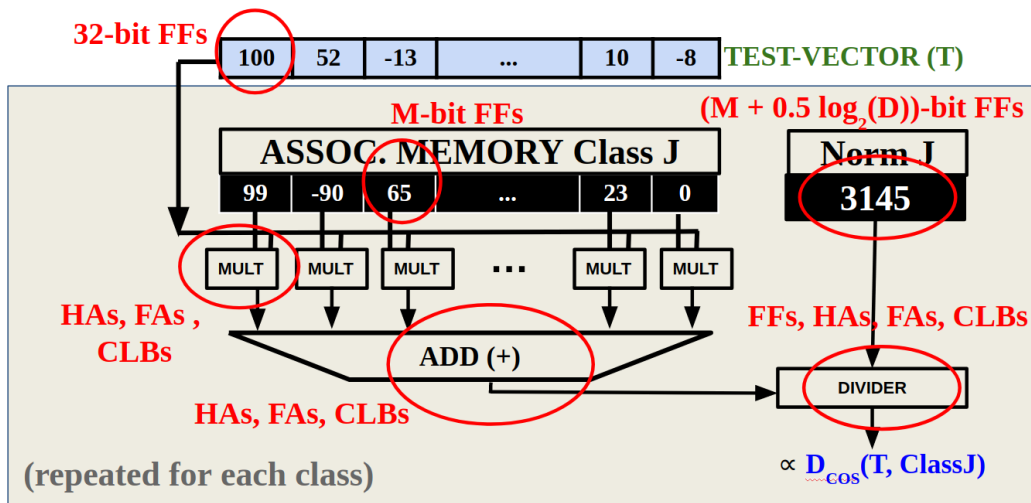 32-bit FFs
100 52 -13 ... 10 -8 TEST-VECTOR (T)
M-bit FFs
(M + 0.5 log2(D))-bit FFs
ASSOC. MEMORY Class J
Norm J
99 -90 65 ... 23 0
3145
MULT MULT MULT ... MULT MULT
HAs, FAs ,
CLBs
FFs, HAs, FAs, CLBs
ADD (+)
DIVIDER
HAs, FAs, CLBs
(repeated for each class)
∝ DCOS(T, ClassJ)